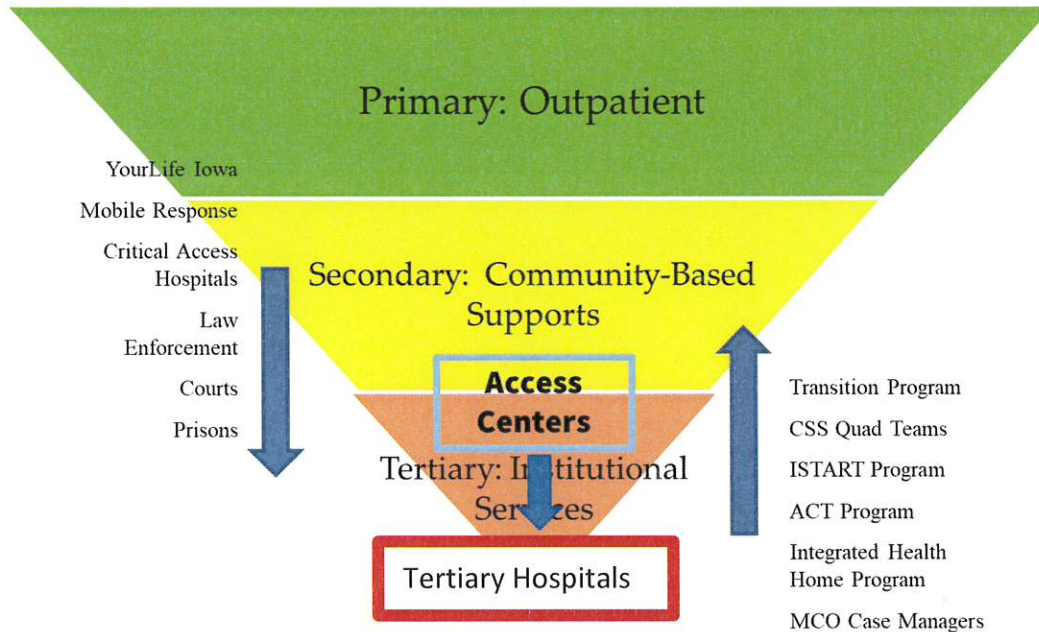 Primary: Outpatient
YourLife Iowa
Mobile Response
Critical Access
Hospitals
Law
Enforcement
Courts
Prisons
Secondary: Community-Based
Supports
Access
Centers
Tertiary: Institutional
Services
Tertiary Hospitals
Transition Program
CSS Quad Teams
ISTART Program
ACT Program
Integrated Health
Home Program
MCO Case Managers